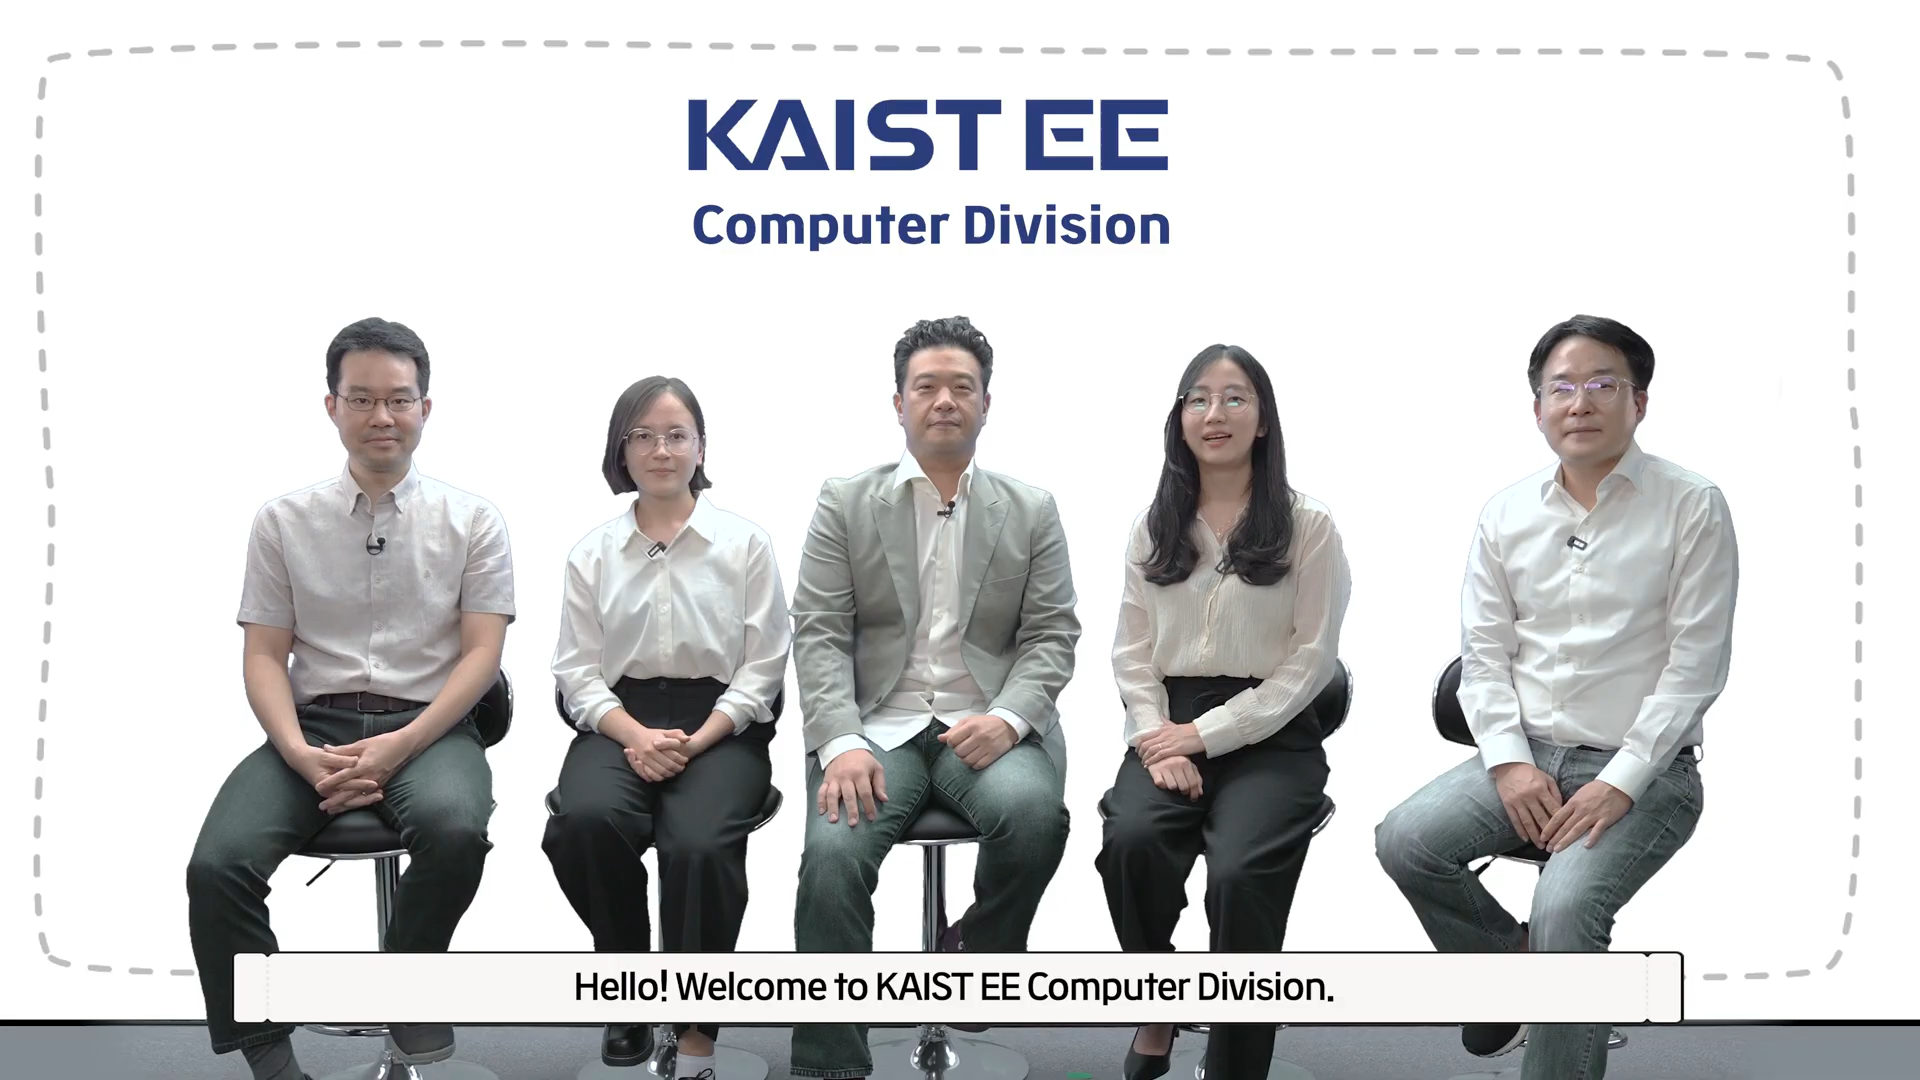 KAIST EE
Computer Division
Hello! Welcome to KAIST EE Computer Division.